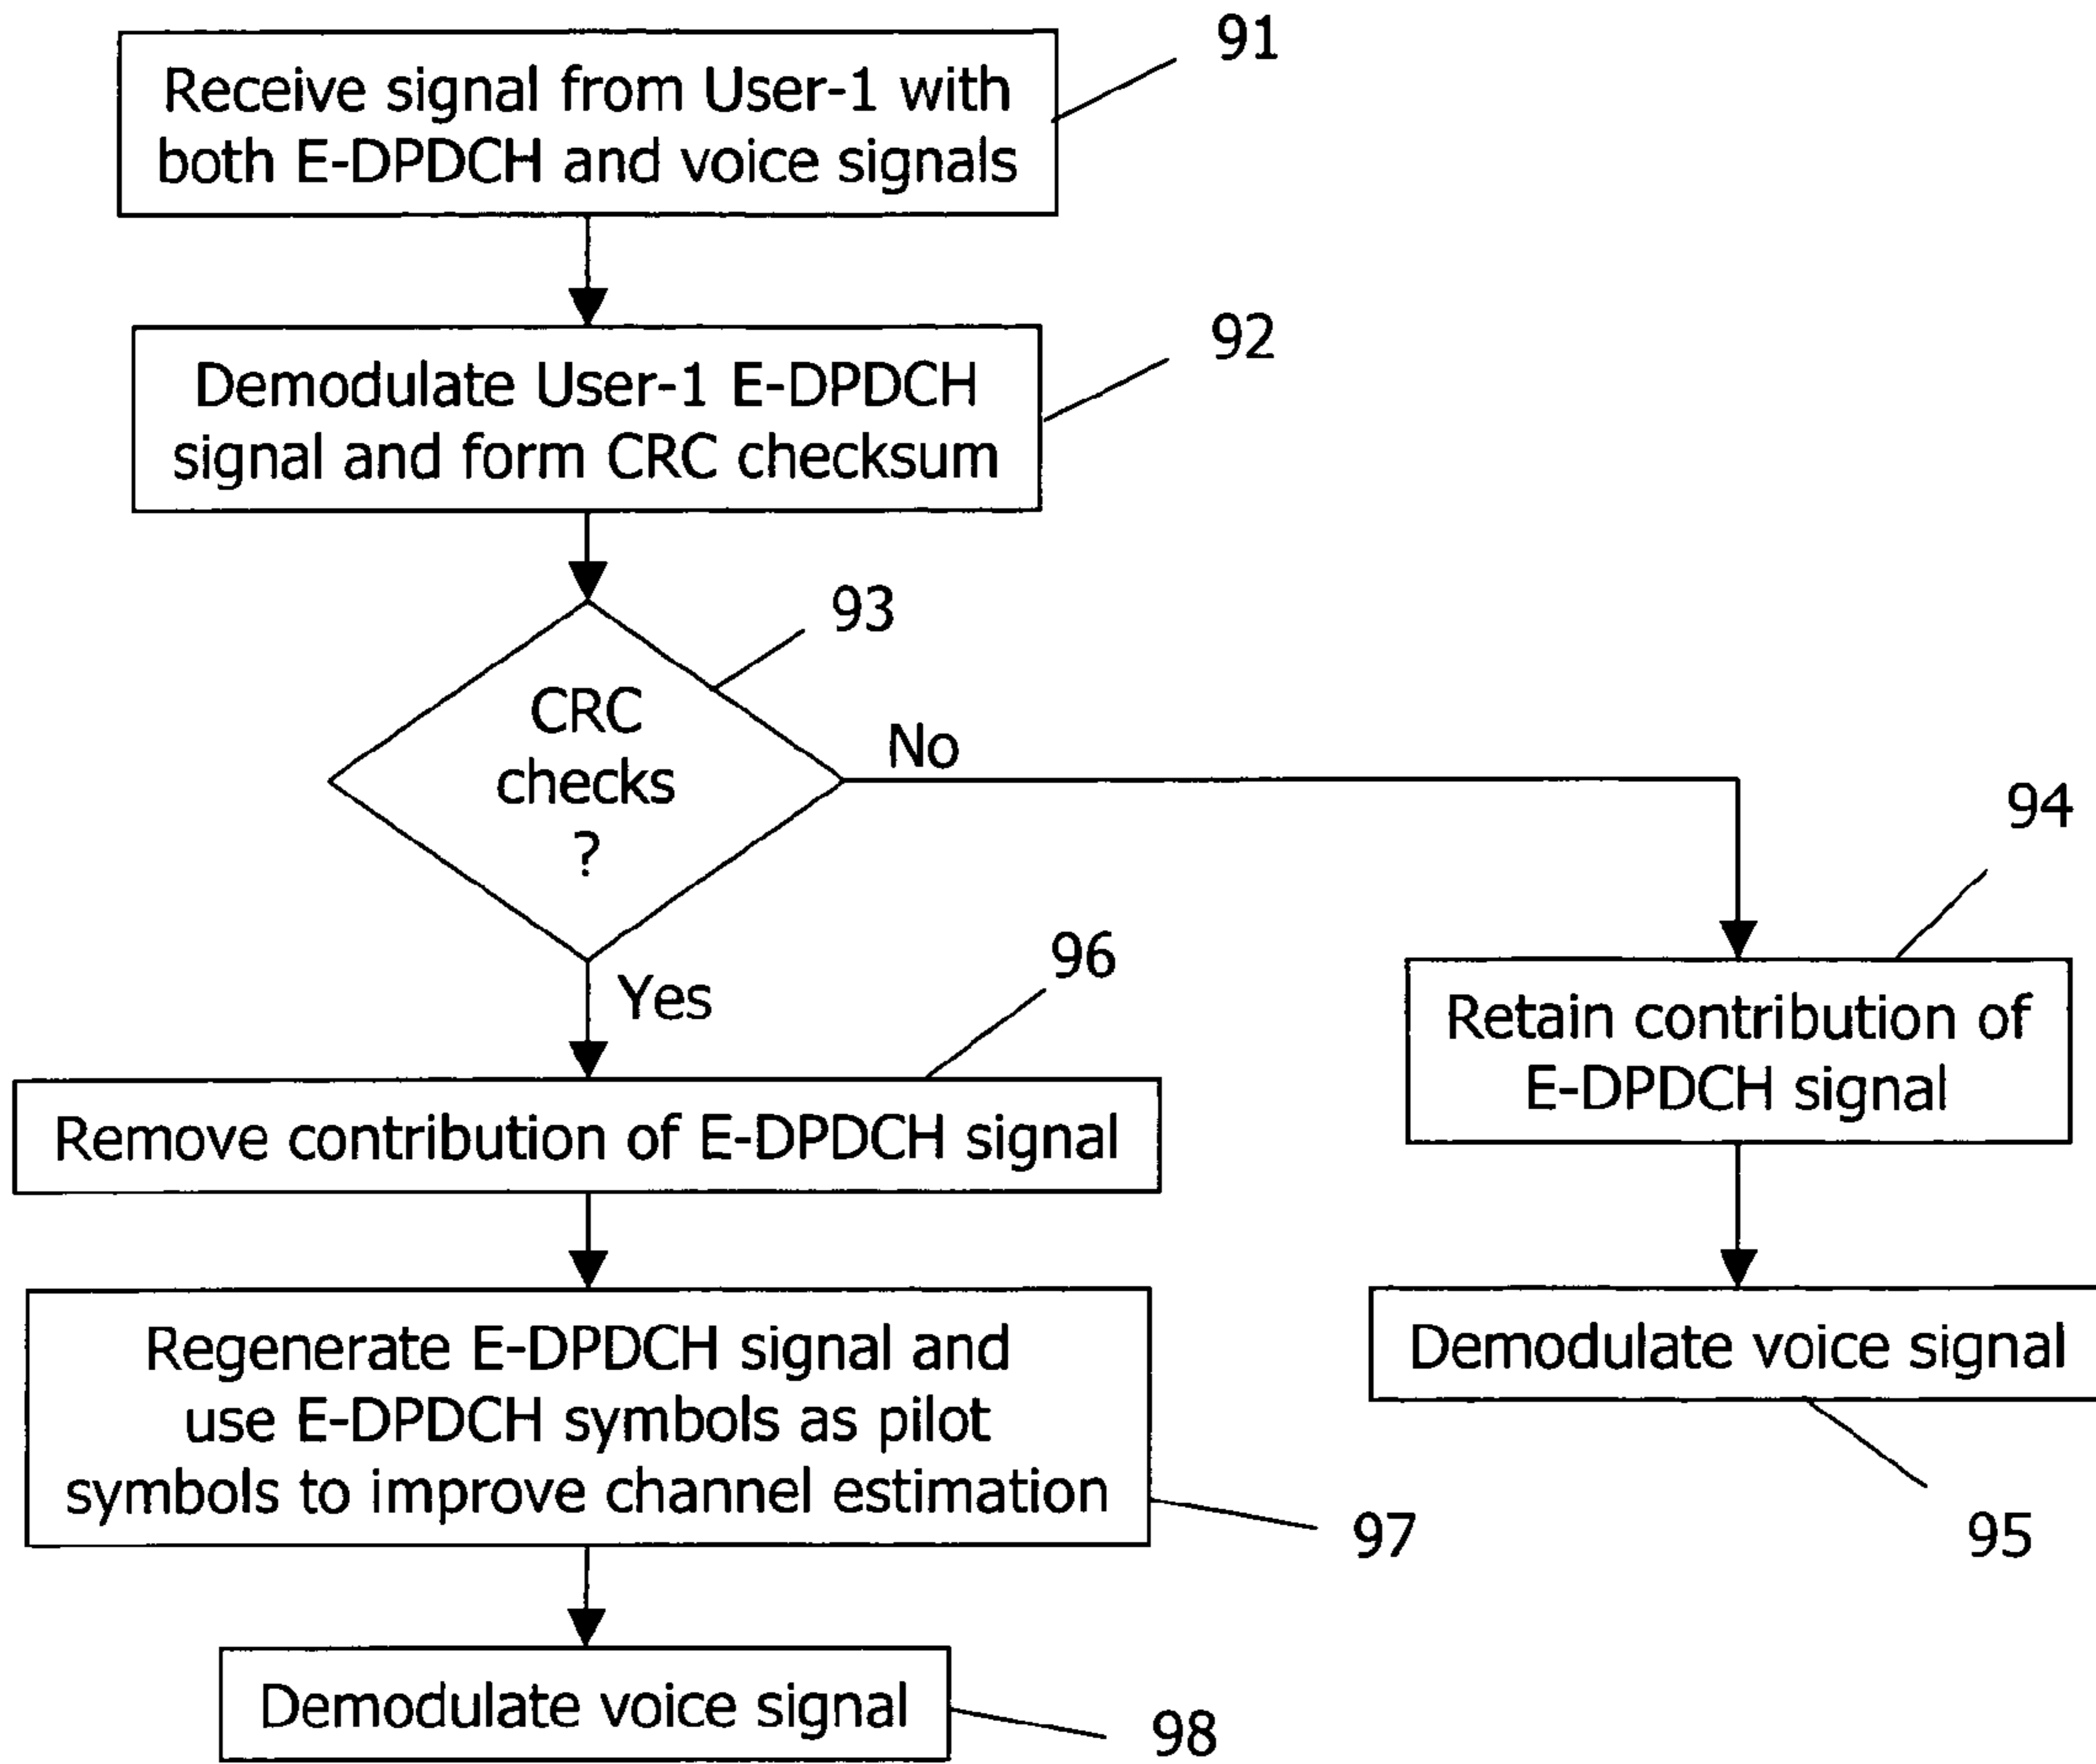 91
Receive signal from User-1 with
both E-DPDCH and voice signals
92
Demodulate User-1 E-DPDCH
signal and form CRC checksum
93
CRC
checks
?
No
Yes
94
Retain contribution of
E-DPDCH signal
96
Remove contribution of E-DPDCH signal
Regenerate E-DPDCH signal and
use E-DPDCH symbols as pilot
symbols to improve channel estimation
97
Demodulate voice signal
95
Demodulate voice signal
98